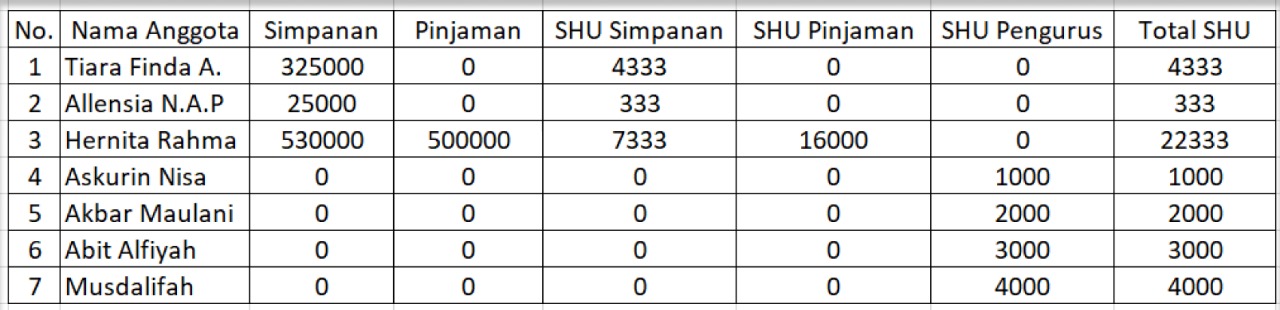 No. Nama Anggota Simpanan Pinjaman SHU Simpanan SHU Pinjaman SHU Pengurus Total SHU
1 Tiara Finda A. 325000 0 4333 0 0 4333
2 Allensia N.A.P 25000 0 333 0 0 333
3 Hernita Rahma 530000 500000 7333 16000 0 22333
4 Askurin Nisa 0 0 0 0 1000 1000
5 Akbar Maulani 0 0 0 0 2000 2000
6 Abit Alfiyah 0 0 0 0 3000 3000
7 Musdalifah 0 0 0 0 4000 4000